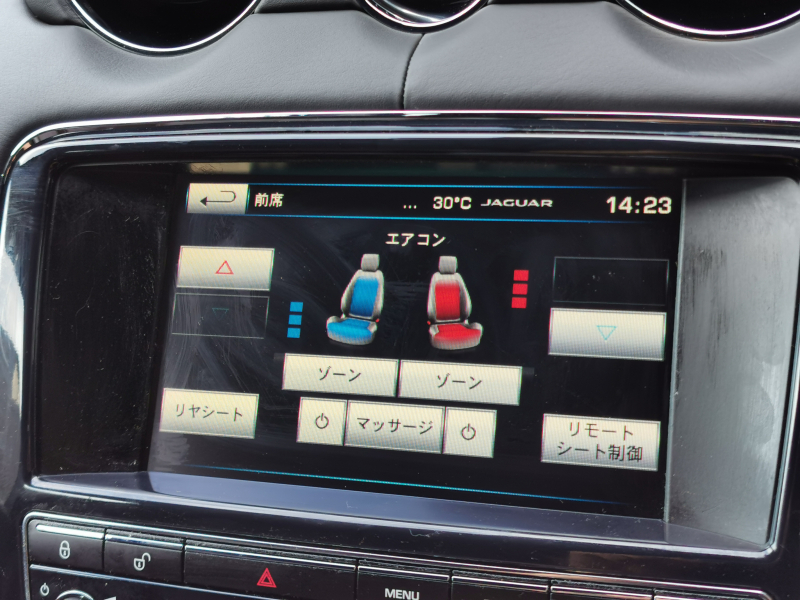 前席 ... 30°C JAGUAR 14:23
エアコン
ゾーン ゾーン
リヤシート マッサージ リモート
シート制御
MENU